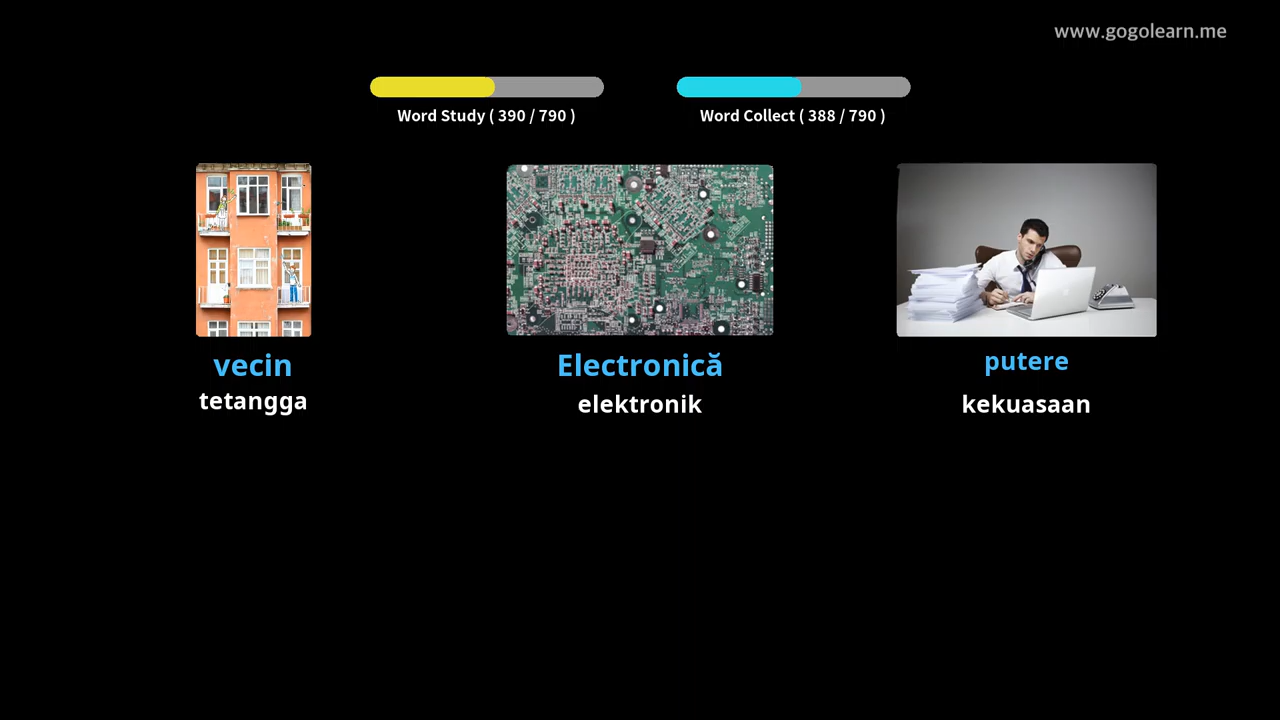 www.gogolearn.me
Word Study ( 390 / 790 )
Word Collect ( 388 / 790 )
vecin
tetangga
Electronică
elektronik
putere
kekuasaan